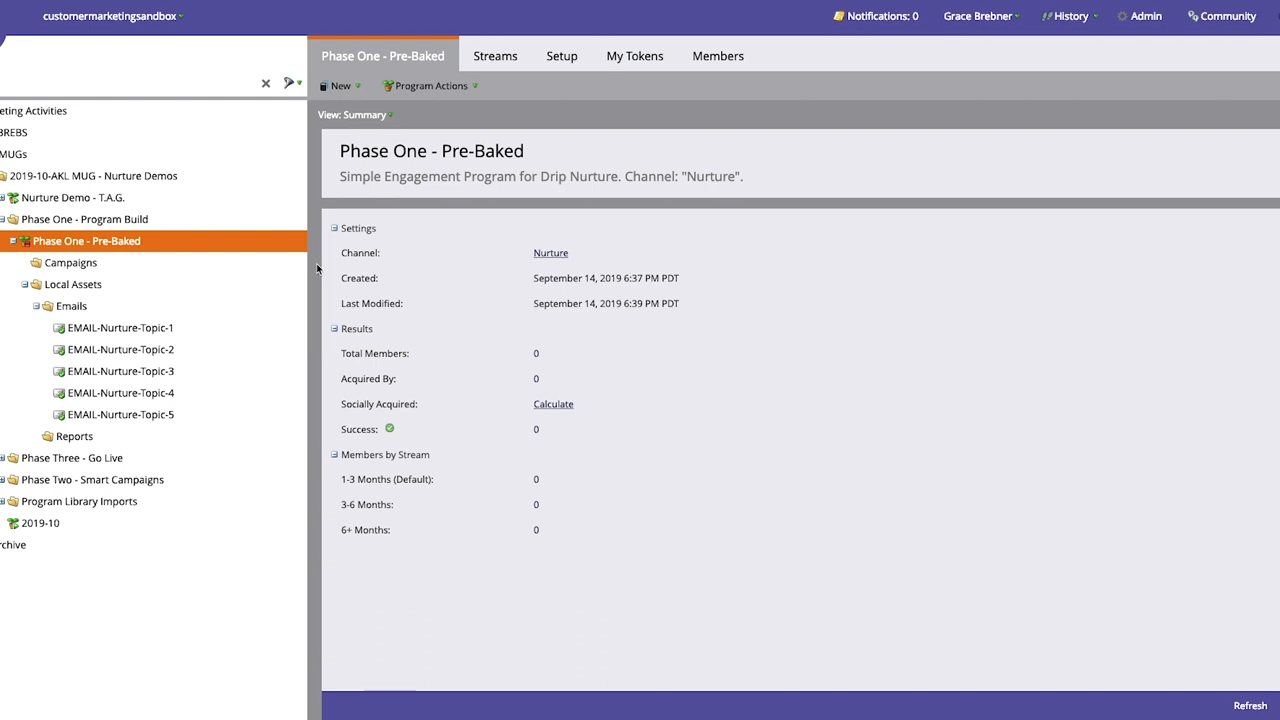 customermarketingsandbox
Notifications: 0
Grace Brebner
History
Admin
Community
Phase One - Pre-Baked
Streams
Setup
My Tokens
Members
New
Program Actions
View: Summary
eting Activities
BREBS
MUGs
2019-10-AKL MUG - Nurture Demos
Nurture Demo - T.A.G.
Phase One - Program Build
Phase One - Pre-Baked
Campaigns
Local Assets
Emails
EMAIL-Nurture-Topic-1
EMAIL-Nurture-Topic-2
EMAIL-Nurture-Topic-3
EMAIL-Nurture-Topic-4
EMAIL-Nurture-Topic-5
Reports
Phase Three - Go Live
Phase Two - Smart Campaigns
Program Library Imports
2019-10
rchive
Phase One - Pre-Baked
Simple Engagement Program for Drip Nurture. Channel: "Nurture".
Settings
Channel: Nurture
Created: September 14, 2019 6:37 PM PDT
Last Modified: September 14, 2019 6:39 PM PDT
Results
Total Members: 0
Acquired By: 0
Socially Acquired: Calculate
Success: 0
Members by Stream
1-3 Months (Default): 0
3-6 Months: 0
6+ Months: 0
Refresh